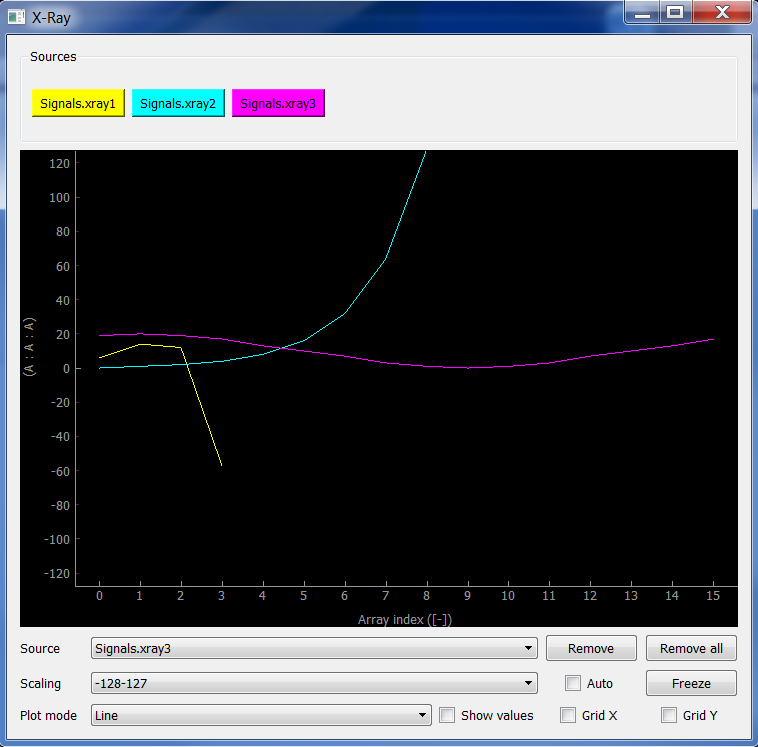 X-Ray
Sources
Signals.xray1 Signals.xray2 Signals.xray3
120
100
80
60
40
20
0
-20
-40
-60
-80
-100
-120
(A : A : A)
0 1 2 3 4 5 6 7 8 9 10 11 12 13 14 15
Array index ([-])
Source Signals.xray3 Remove Remove all
Scaling -128-127 Auto Freeze
Plot mode Line Show values Grid X Grid Y